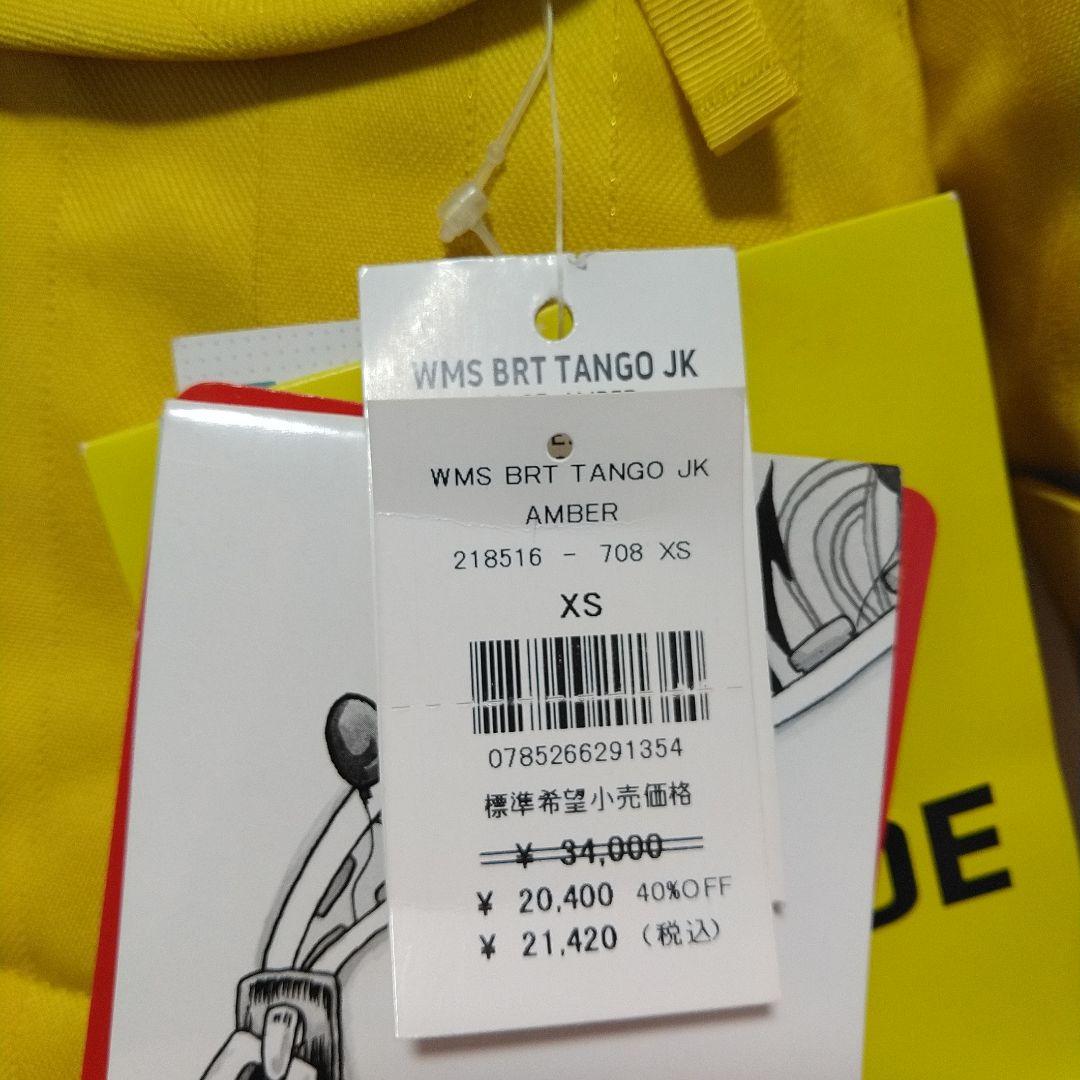 WMS BRT TANGO JK
WMS BRT TANGO JK
AMBER
218516 - 708 XS
XS
0785266291354
標準希望小売価格
¥ 34,000
¥ 20,400 40%OFF
¥ 21,420 (税込)
DE